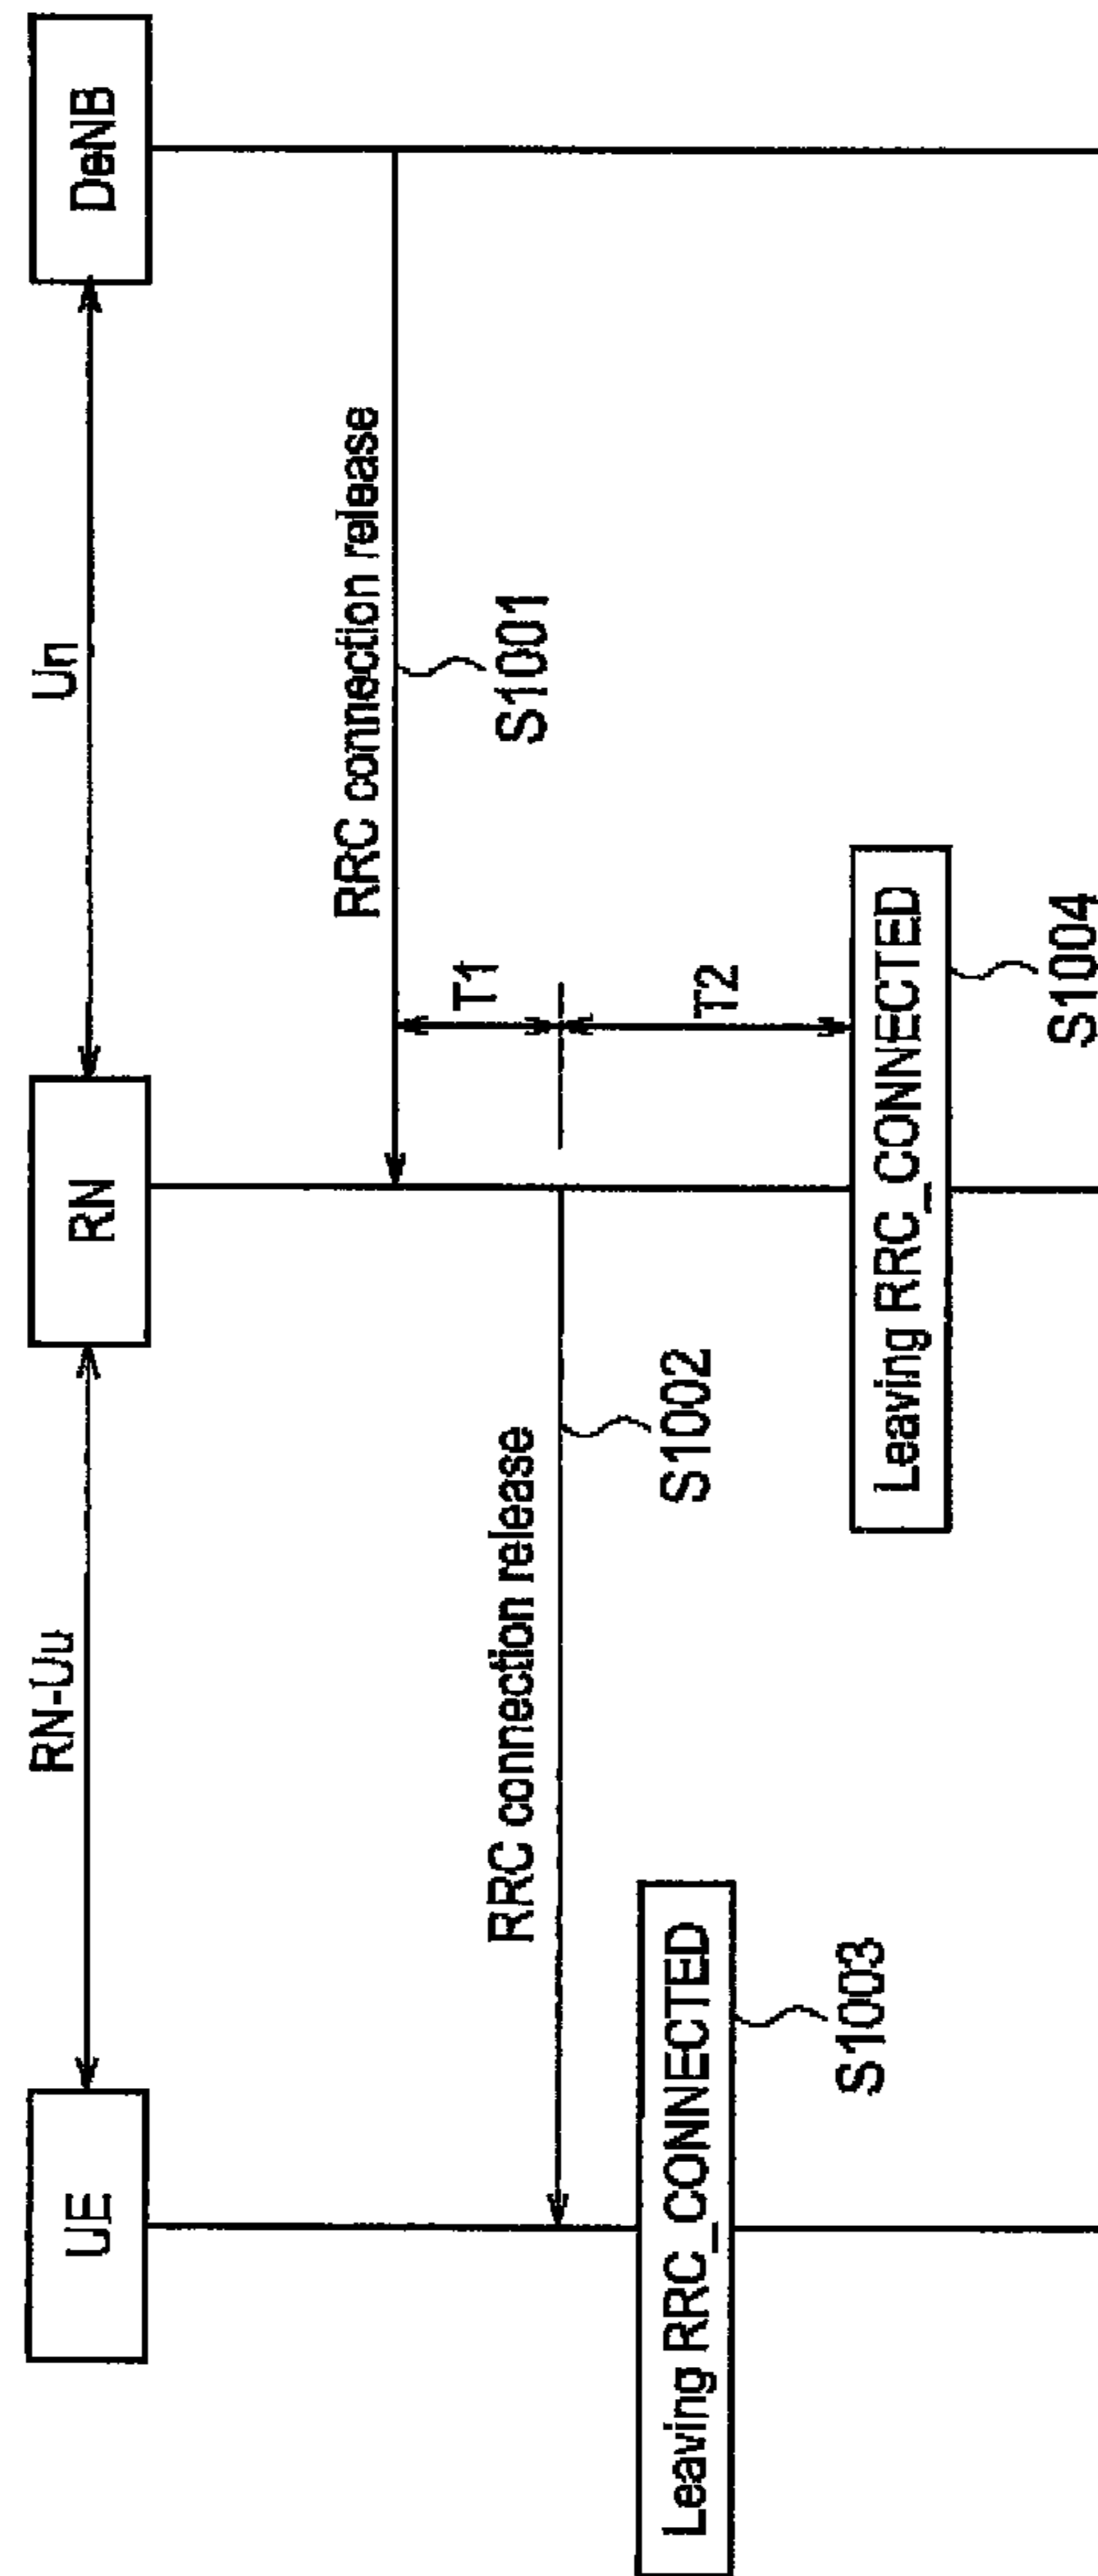 UE
RN-Uu
RN
Un
DeNB
RRC connection release
S1001
T1
RRC connection release
S1002
T2
Leaving RRC_CONNECTED
S1003
Leaving RRC_CONNECTED
S1004